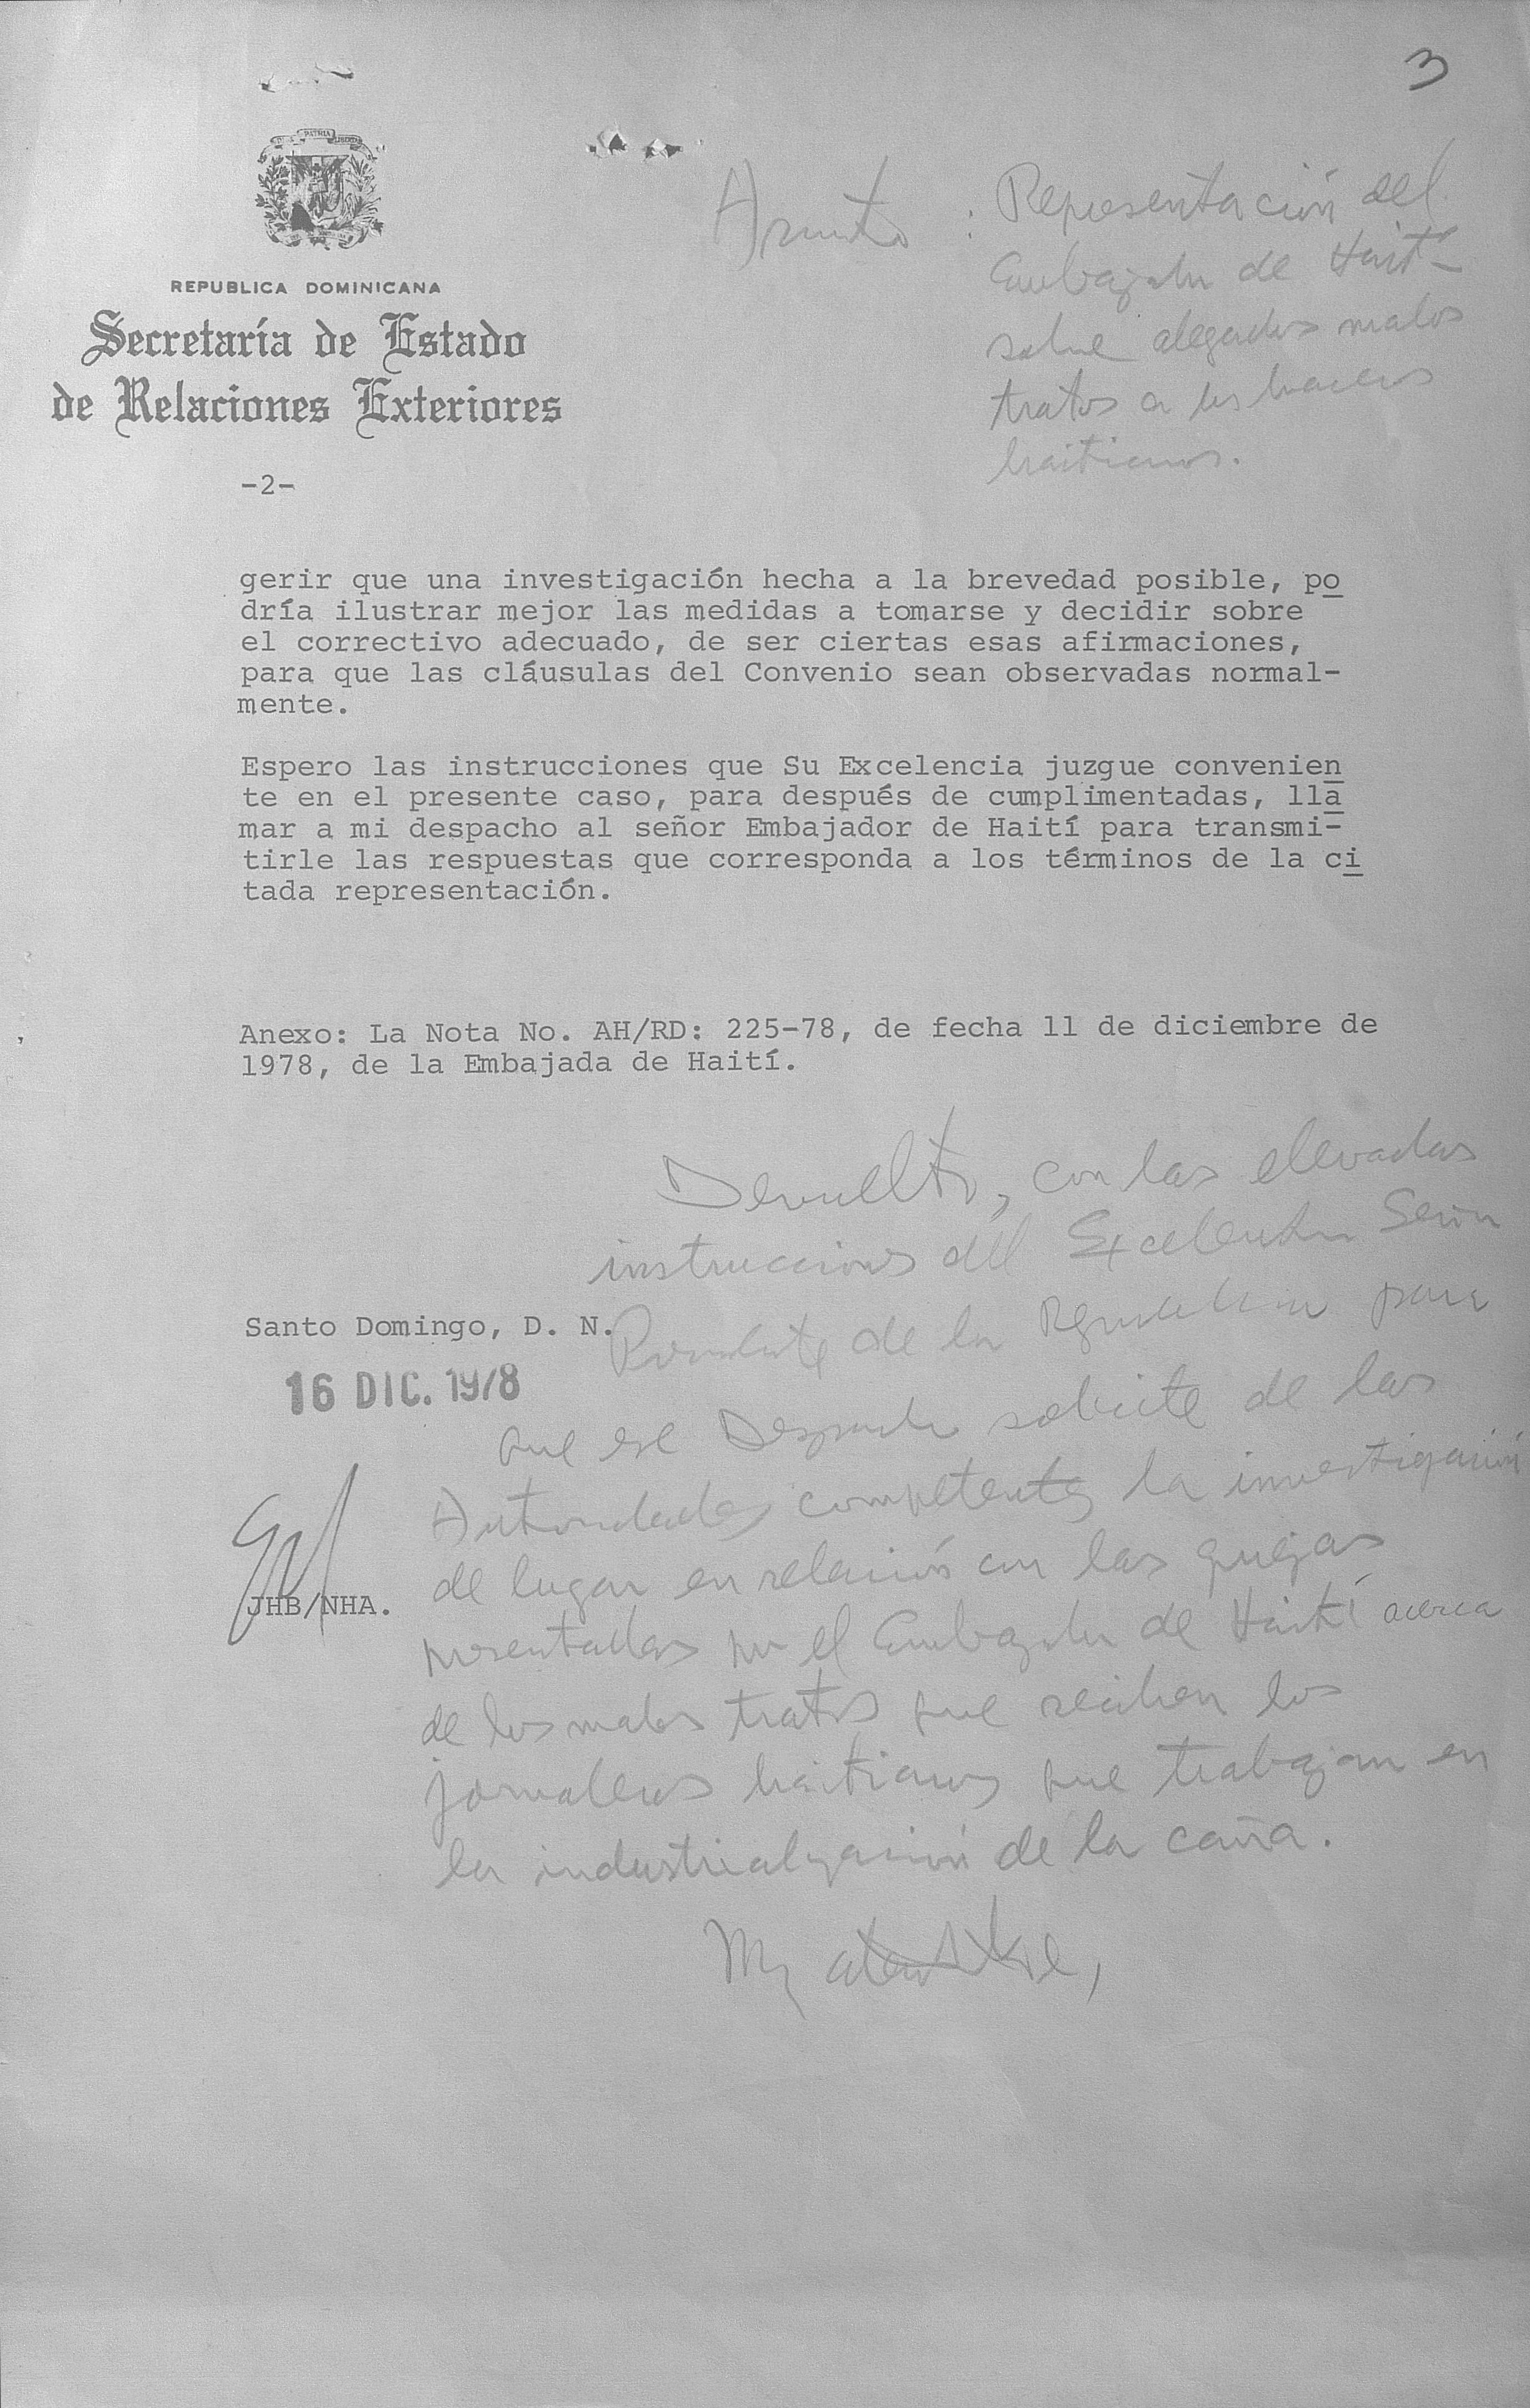 3
REPUBLICA DOMINICANA
Secretaría de Estado
de Relaciones Exteriores
Asunto : Representación del
Embajador de Haití
sobre alegados malos
tratos a los braceros
haitianos.
-2-
gerir que una investigación hecha a la brevedad posible, po
dría ilustrar mejor las medidas a tomarse y decidir sobre
el correctivo adecuado, de ser ciertas esas afirmaciones,
para que las cláusulas del Convenio sean observadas normal-
mente.
Espero las instrucciones que Su Excelencia juzgue convenien
te en el presente caso, para después de cumplimentadas, lla
mar a mi despacho al señor Embajador de Haití para transmi-
tirle las respuestas que corresponda a los términos de la ci
tada representación.
Anexo: La Nota No. AH/RD: 225-78, de fecha 11 de diciembre de
1978, de la Embajada de Haití.
Devuelto, con las elevadas
instrucciones del Excelentísimo Señor
Santo Domingo, D. N.
Presidente de la República para
16 DIC. 1978
que ese Despacho solicite de las
Autoridades competentes la investigación
de lugar en relación con las quejas
JHB/NHA.
presentadas por el Embajador de Haití acerca
de los malos tratos que reciben los
jornaleros haitianos que trabajan en
la industrialización de la caña.
My atentamente,